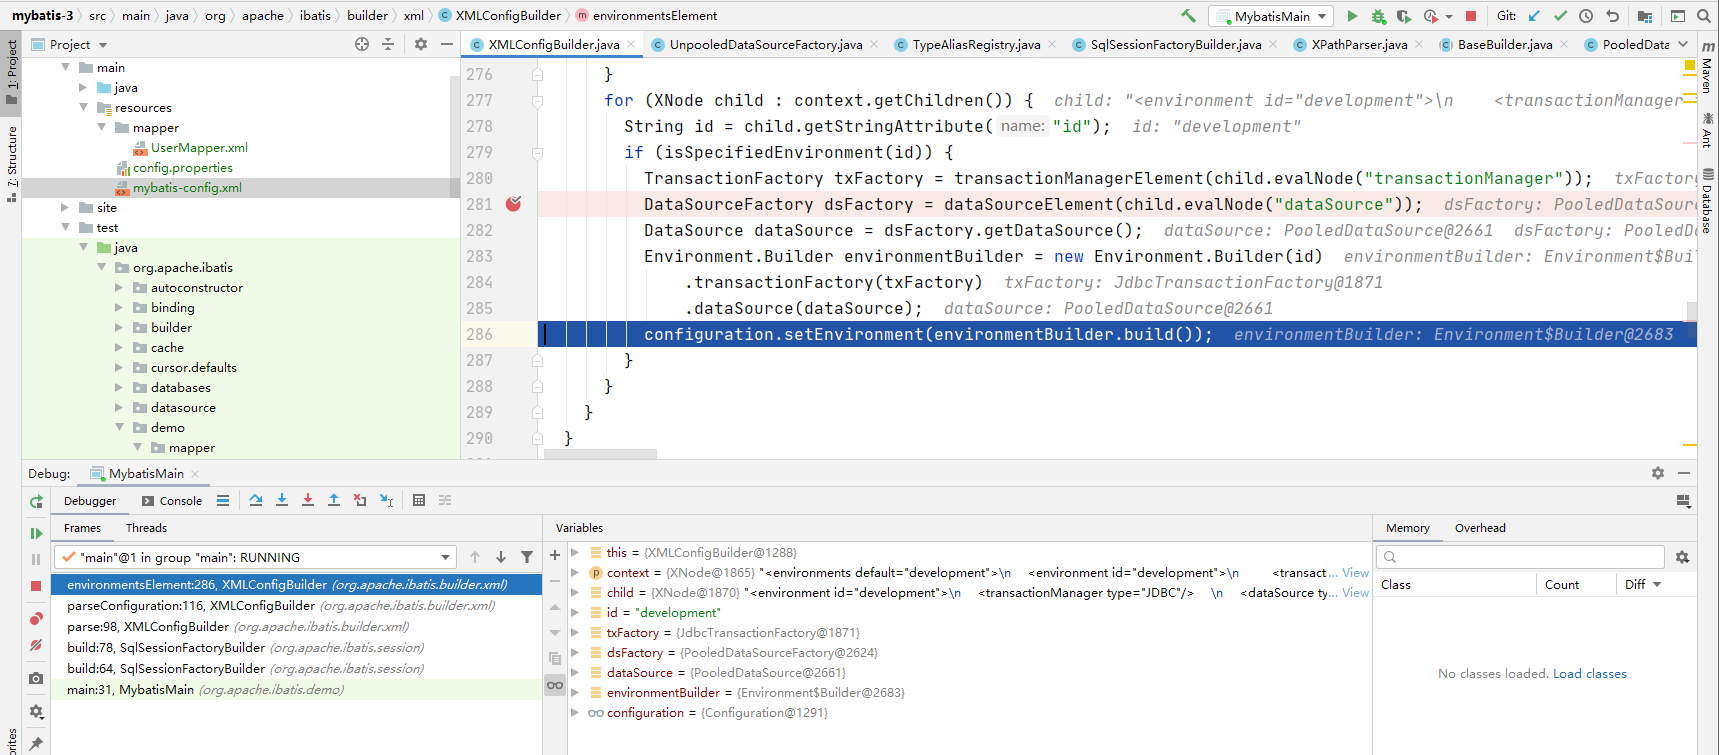 mybatis-3 › src › main › java › org › apache › ibatis › builder › xml › XMLConfigBuilder › environmentsElement
MybatisMain
Git:
1: Project
7: Structure
Project
main
java
resources
mapper
UserMapper.xml
config.properties
mybatis-config.xml
site
test
java
org.apache.ibatis
autoconstructor
binding
builder
cache
cursor.defaults
databases
datasource
demo
mapper
XMLConfigBuilder.java UnpooledDataSourceFactory.java TypeAliasRegistry.java SqlSessionFactoryBuilder.java XPathParser.java BaseBuilder.java PooledData
276 }
277 for (XNode child : context.getChildren()) { child: "<environment id="development">\n <transactionManager
278 String id = child.getStringAttribute( name: "id"); id: "development"
279 if (isSpecifiedEnvironment(id)) {
280 TransactionFactory txFactory = transactionManagerElement(child.evalNode("transactionManager")); txFactor
281 DataSourceFactory dsFactory = dataSourceElement(child.evalNode("dataSource")); dsFactory: PooledDataSour
282 DataSource dataSource = dsFactory.getDataSource(); dataSource: PooledDataSource@2661 dsFactory: PooledD
283 Environment.Builder environmentBuilder = new Environment.Builder(id) environmentBuilder: Environment$Bui
284 .transactionFactory(txFactory) txFactory: JdbcTransactionFactory@1871
285 .dataSource(dataSource); dataSource: PooledDataSource@2661
286 configuration.setEnvironment(environmentBuilder.build()); environmentBuilder: Environment$Builder@2683
287 }
288 }
289 }
290 }
Maven
Ant
Database
Debug: MybatisMain
Debugger Console
Frames Threads
"main"@1 in group "main": RUNNING
environmentsElement:286, XMLConfigBuilder (org.apache.ibatis.builder.xml)
parseConfiguration:116, XMLConfigBuilder (org.apache.ibatis.builder.xml)
parse:98, XMLConfigBuilder (org.apache.ibatis.builder.xml)
build:78, SqlSessionFactoryBuilder (org.apache.ibatis.session)
build:64, SqlSessionFactoryBuilder (org.apache.ibatis.session)
main:31, MybatisMain (org.apache.ibatis.demo)
Variables
this = {XMLConfigBuilder@1288}
context = {XNode@1865} "<environments default="development">\n <environment id="development">\n <transact... View
child = {XNode@1870} "<environment id="development">\n <transactionManager type="JDBC"/> \n <dataSource ty... View
id = "development"
txFactory = {JdbcTransactionFactory@1871}
dsFactory = {PooledDataSourceFactory@2624}
dataSource = {PooledDataSource@2661}
environmentBuilder = {Environment$Builder@2683}
configuration = {Configuration@1291}
Memory Overhead
Class Count Diff
No classes loaded. Load classes